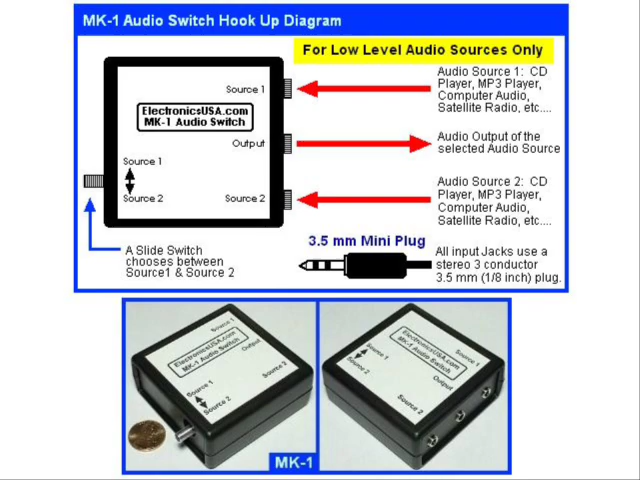 MK-1 Audio Switch Hook Up Diagram
For Low Level Audio Sources Only
Source 1
ElectronicsUSA.com
MK-1 Audio Switch
Output
Source 1
Source 2
Source 2
Audio Source 1: CD
Player, MP3 Player,
Computer Audio,
Satellite Radio, etc....
Audio Output of the
selected Audio Source
Audio Source 2: CD
Player, MP3 Player,
Computer Audio,
Satellite Radio, etc....
A Slide Switch
chooses between
Source1 & Source 2
3.5 mm Mini Plug
All input Jacks use a
stereo 3 conductor
3.5 mm (1/8 inch) plug.
Source 1
ElectronicsUSA.com
MK-1 Audio Switch
Output
Source 1
Source 2
Source 2
MK-1
ElectronicsUSA.com
MK-1 Audio Switch
Source 1
Source 1
Source 2
Output
Source 2